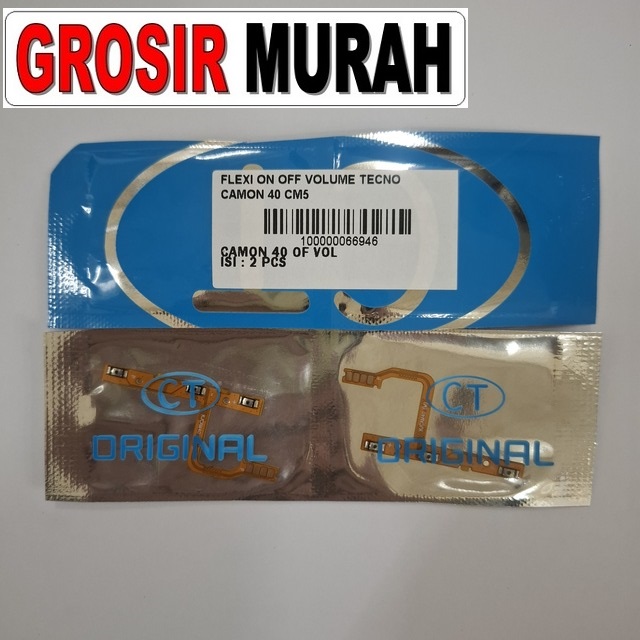 GROSIR MURAH
FLEXI ON OFF VOLUME TECNO
CAMON 40 CM5
100000066946
CAMON 40 OF VOL
ISI : 2 PCS
CT
ORIGINAL
CT
ORIGINAL